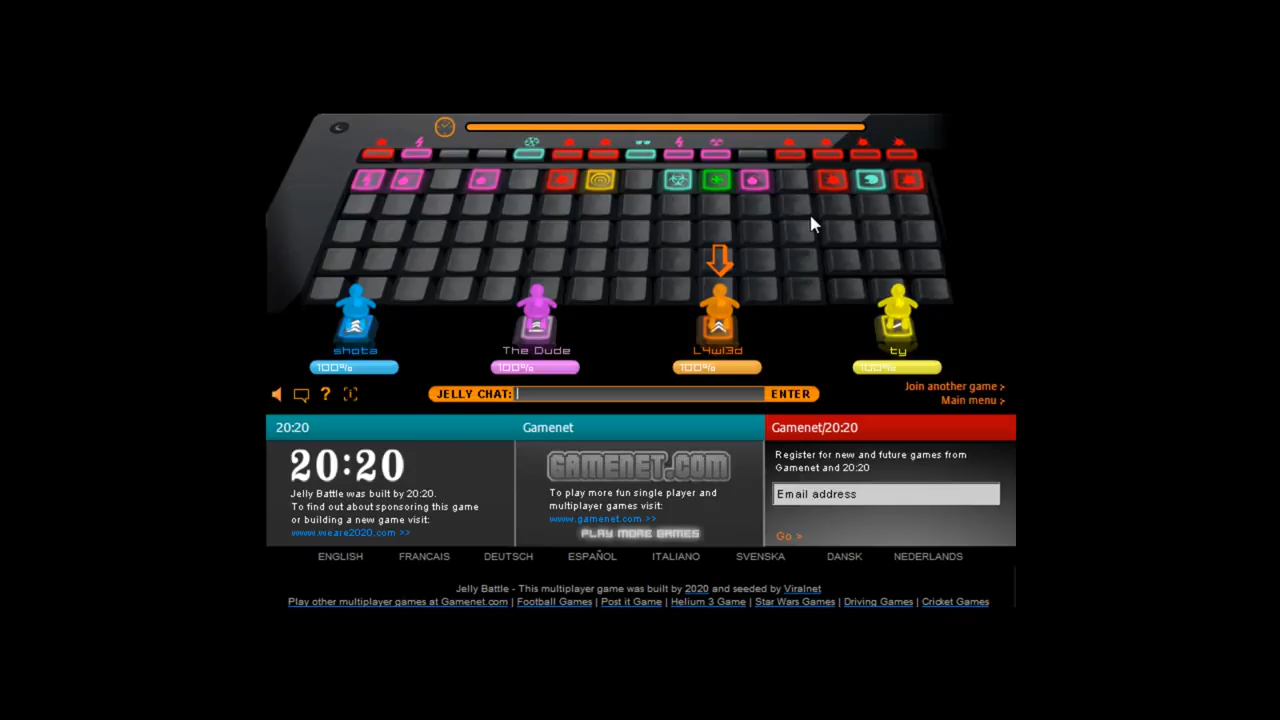 shota
The Dude
L4wl3d
ty
100%
100%
100%
100%
JELLY CHAT:
ENTER
Join another game >
Main menu >
?
20:20
Gamenet
Gamenet/20:20
20:20
Jelly Battle was built by 20:20.
To find out about sponsoring this game
or building a new game visit:
www.weare2020.com >>
GAMENET.COM
To play more fun single player and
multiplayer games visit:
www.gamenet.com >>
PLAY MORE GAMES
Register for new and future games from
Gamenet and 20:20
Email address
Go >
ENGLISH FRANCAIS DEUTSCH ESPAÑOL ITALIANO SVENSKA DANSK NEDERLANDS
Jelly Battle - This multiplayer game was built by 2020 and seeded by Viralnet
Play other multiplayer games at Gamenet.com | Football Games | Post it Game | Helium 3 Game | Star Wars Games | Driving Games | Cricket Games